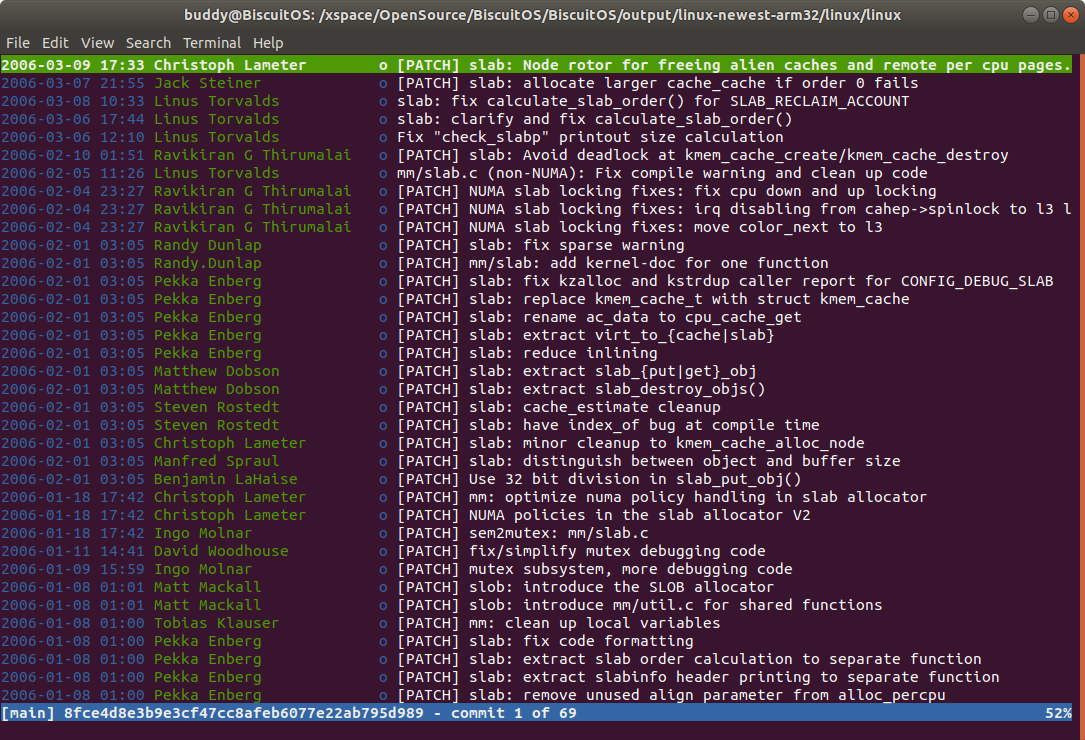 buddy@BiscuitOS: /xspace/OpenSource/BiscuitOS/BiscuitOS/output/linux-newest-arm32/linux/linux
File Edit View Search Terminal Help
2006-03-09 17:33 Christoph Lameter o [PATCH] slab: Node rotor for freeing alien caches and remote per cpu pages.
2006-03-07 21:55 Jack Steiner o [PATCH] slab: allocate larger cache_cache if order 0 fails
2006-03-08 10:33 Linus Torvalds o slab: fix calculate_slab_order() for SLAB_RECLAIM_ACCOUNT
2006-03-06 17:44 Linus Torvalds o slab: clarify and fix calculate_slab_order()
2006-03-06 12:10 Linus Torvalds o Fix "check_slabp" printout size calculation
2006-02-10 01:51 Ravikiran G Thirumalai o [PATCH] slab: Avoid deadlock at kmem_cache_create/kmem_cache_destroy
2006-02-05 11:26 Linus Torvalds o mm/slab.c (non-NUMA): Fix compile warning and clean up code
2006-02-04 23:27 Ravikiran G Thirumalai o [PATCH] NUMA slab locking fixes: fix cpu down and up locking
2006-02-04 23:27 Ravikiran G Thirumalai o [PATCH] NUMA slab locking fixes: irq disabling from cahep->spinlock to l3 l
2006-02-04 23:27 Ravikiran G Thirumalai o [PATCH] NUMA slab locking fixes: move color_next to l3
2006-02-01 03:05 Randy Dunlap o [PATCH] slab: fix sparse warning
2006-02-01 03:05 Randy.Dunlap o [PATCH] mm/slab: add kernel-doc for one function
2006-02-01 03:05 Pekka Enberg o [PATCH] slab: fix kzalloc and kstrdup caller report for CONFIG_DEBUG_SLAB
2006-02-01 03:05 Pekka Enberg o [PATCH] slab: replace kmem_cache_t with struct kmem_cache
2006-02-01 03:05 Pekka Enberg o [PATCH] slab: rename ac_data to cpu_cache_get
2006-02-01 03:05 Pekka Enberg o [PATCH] slab: extract virt_to_{cache|slab}
2006-02-01 03:05 Pekka Enberg o [PATCH] slab: reduce inlining
2006-02-01 03:05 Matthew Dobson o [PATCH] slab: extract slab_{put|get}_obj
2006-02-01 03:05 Matthew Dobson o [PATCH] slab: extract slab_destroy_objs()
2006-02-01 03:05 Steven Rostedt o [PATCH] slab: cache_estimate cleanup
2006-02-01 03:05 Steven Rostedt o [PATCH] slab: have index_of bug at compile time
2006-02-01 03:05 Christoph Lameter o [PATCH] slab: minor cleanup to kmem_cache_alloc_node
2006-02-01 03:05 Manfred Spraul o [PATCH] slab: distinguish between object and buffer size
2006-02-01 03:05 Benjamin LaHaise o [PATCH] Use 32 bit division in slab_put_obj()
2006-01-18 17:42 Christoph Lameter o [PATCH] mm: optimize numa policy handling in slab allocator
2006-01-18 17:42 Christoph Lameter o [PATCH] NUMA policies in the slab allocator V2
2006-01-18 17:42 Ingo Molnar o [PATCH] sem2mutex: mm/slab.c
2006-01-11 14:41 David Woodhouse o [PATCH] fix/simplify mutex debugging code
2006-01-09 15:59 Ingo Molnar o [PATCH] mutex subsystem, more debugging code
2006-01-08 01:01 Matt Mackall o [PATCH] slob: introduce the SLOB allocator
2006-01-08 01:01 Matt Mackall o [PATCH] slob: introduce mm/util.c for shared functions
2006-01-08 01:00 Tobias Klauser o [PATCH] mm: clean up local variables
2006-01-08 01:00 Pekka Enberg o [PATCH] slab: fix code formatting
2006-01-08 01:00 Pekka Enberg o [PATCH] slab: extract slab order calculation to separate function
2006-01-08 01:00 Pekka Enberg o [PATCH] slab: extract slabinfo header printing to separate function
2006-01-08 01:00 Pekka Enberg o [PATCH] slab: remove unused align parameter from alloc_percpu
[main] 8fce4d8e3b9e3cf47cc8afeb6077e22ab795d989 - commit 1 of 69 52%